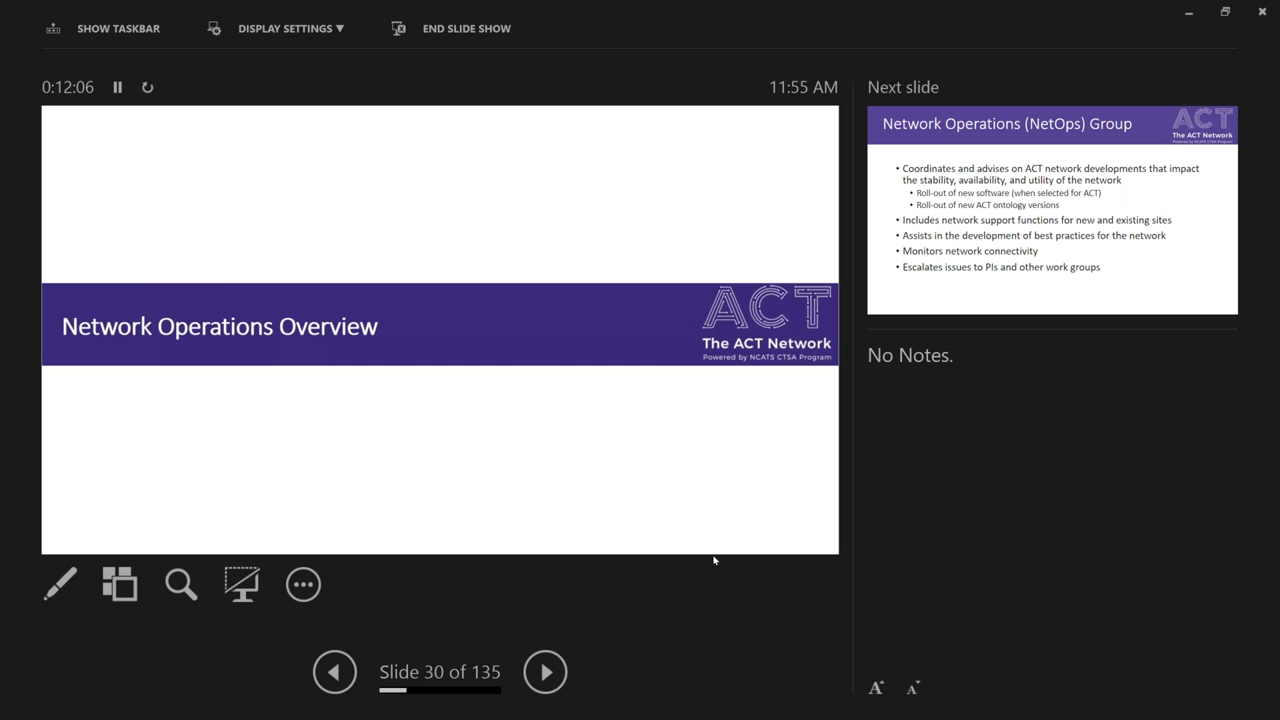 SHOW TASKBAR
DISPLAY SETTINGS ▼
END SLIDE SHOW
0:12:06
11:55 AM
Network Operations Overview
ACT
The ACT Network
Powered by NCATS CTSA Program
Slide 30 of 135
Next slide
Network Operations (NetOps) Group
ACT
The ACT Network
Powered by NCATS CTSA Program
• Coordinates and advises on ACT network developments that impact
the stability, availability, and utility of the network
• Roll-out of new software (when selected for ACT)
• Roll-out of new ACT ontology versions
• Includes network support functions for new and existing sites
• Assists in the development of best practices for the network
• Monitors network connectivity
• Escalates issues to PIs and other work groups
No Notes.
A A